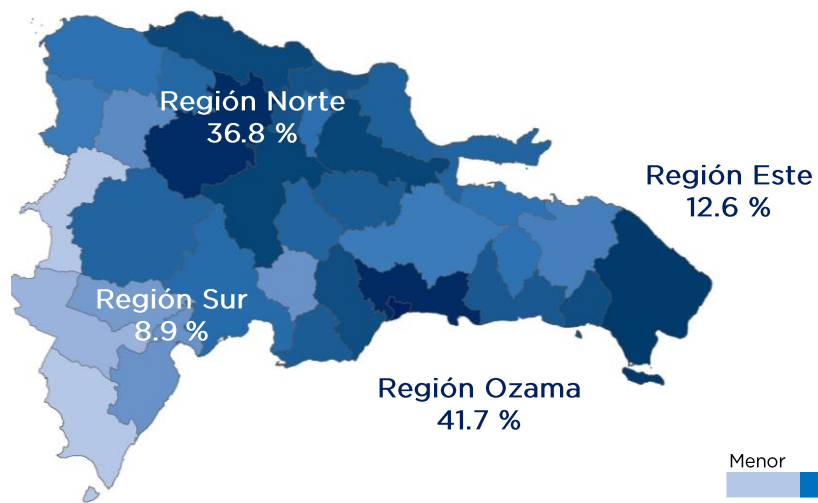 Región Norte
36.8 %
Región Este
12.6 %
Región Sur
8.9 %
Región Ozama
41.7 %
Menor